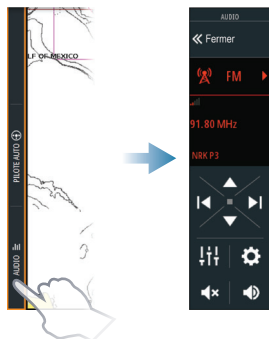 LF OF MEXICO
PILOTE AUTO
AUDIO
AUDIO
Fermer
FM
91.80 MHz
NRK P3